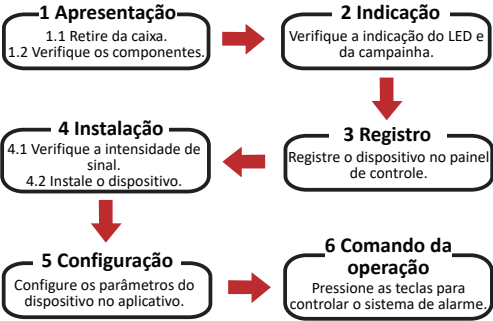 1 Apresentação
1.1 Retire da caixa.
1.2 Verifique os componentes.
2 Indicação
Verifique a indicação do LED e
da campainha.
3 Registro
Registre o dispositivo no painel
de controle.
4 Instalação
4.1 Verifique a intensidade de
sinal.
4.2 Instale o dispositivo.
5 Configuração
Configure os parâmetros do
dispositivo no aplicativo.
6 Comando da
operação
Pressione as teclas para
controlar o sistema de alarme.